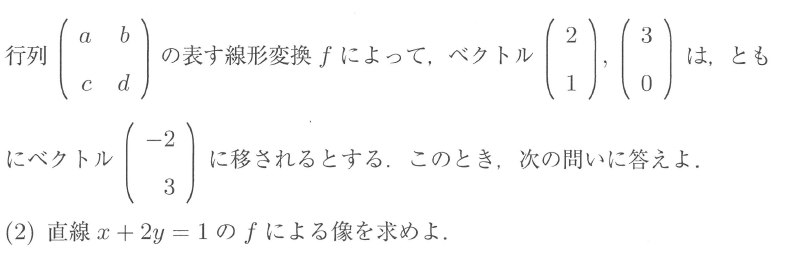 行列 $\begin{pmatrix} a & b \\ c & d \end{pmatrix}$ の表す線形変換 $f$ によって，ベクトル $\begin{pmatrix} 2 \\ 1 \end{pmatrix}$, $\begin{pmatrix} 3 \\ 0 \end{pmatrix}$ は，とも
にベクトル $\begin{pmatrix} -2 \\ 3 \end{pmatrix}$ に移されるとする．このとき，次の問いに答えよ．
(2) 直線 $x + 2y = 1$ の $f$ による像を求めよ．